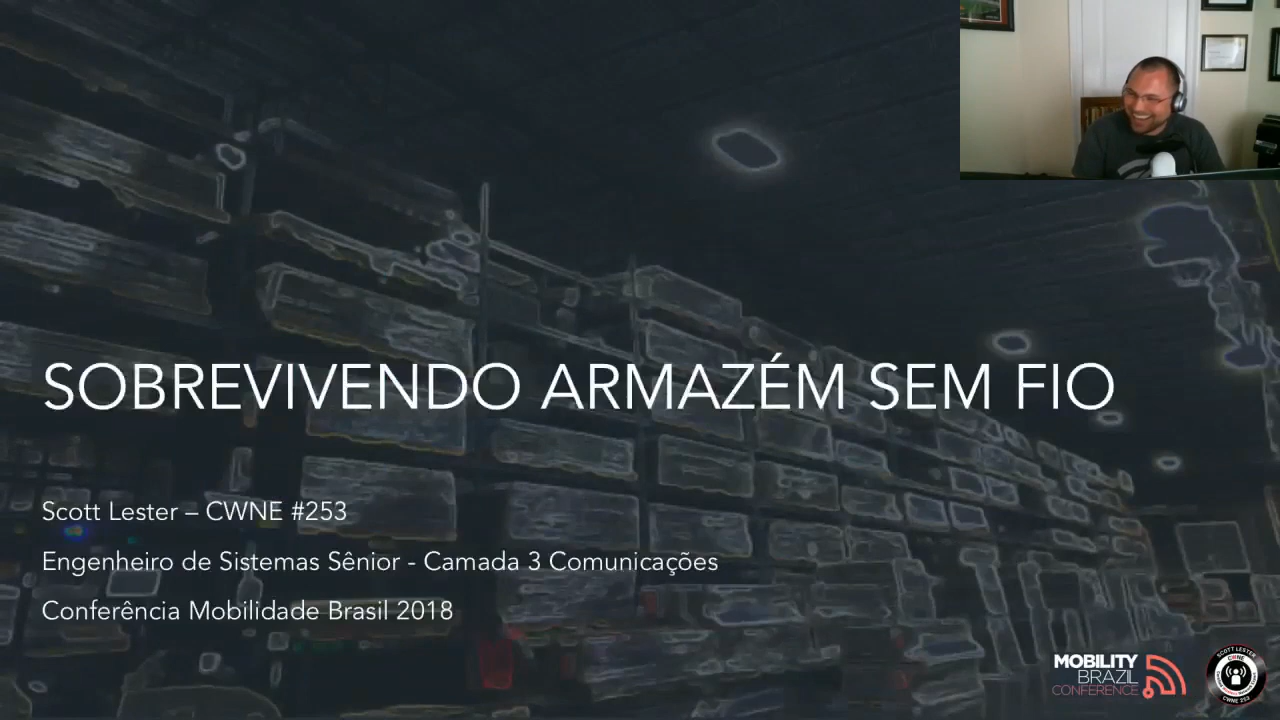 SOBREVIVENDO ARMAZÉM SEM FIO
Scott Lester – CWNE #253
Engenheiro de Sistemas Sênior - Camada 3 Comunicações
Conferência Mobilidade Brasil 2018
MOBILITY
BRAZIL
CONFERENCE
SCOTT LESTER
CWNE
CWNE 253